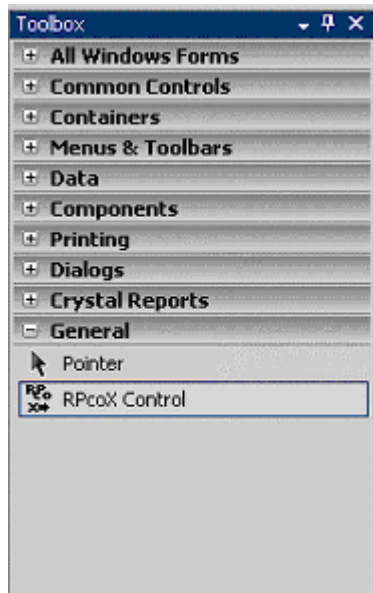 Toolbox
All Windows Forms
Common Controls
Containers
Menus & Toolbars
Data
Components
Printing
Dialogs
Crystal Reports
General
Pointer
RPcoX Control